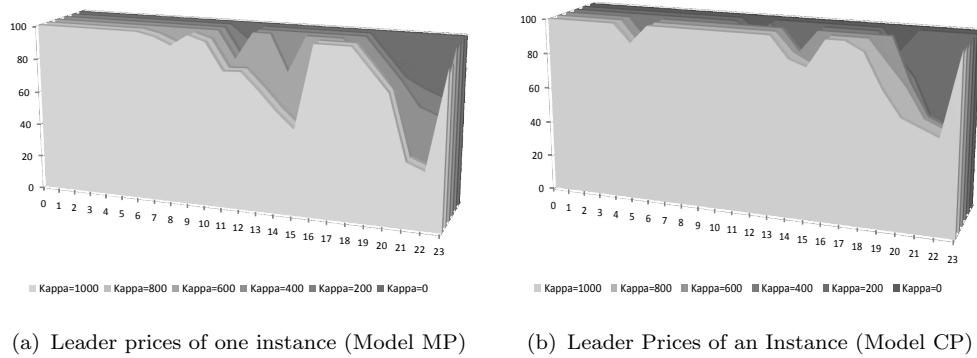 100
80
60
40
20
0
0 1 2 3 4 5 6 7 8 9 10 11 12 13 14 15 16 17 18 19 20 21 22 23
Kappa=1000 Kappa=800 Kappa=600 Kappa=400 Kappa=200 Kappa=0
(a) Leader prices of one instance (Model MP)
100
80
60
40
20
0
0 1 2 3 4 5 6 7 8 9 10 11 12 13 14 15 16 17 18 19 20 21 22 23
Kappa=1000 Kappa=800 Kappa=600 Kappa=400 Kappa=200 Kappa=0
(b) Leader Prices of an Instance (Model CP)